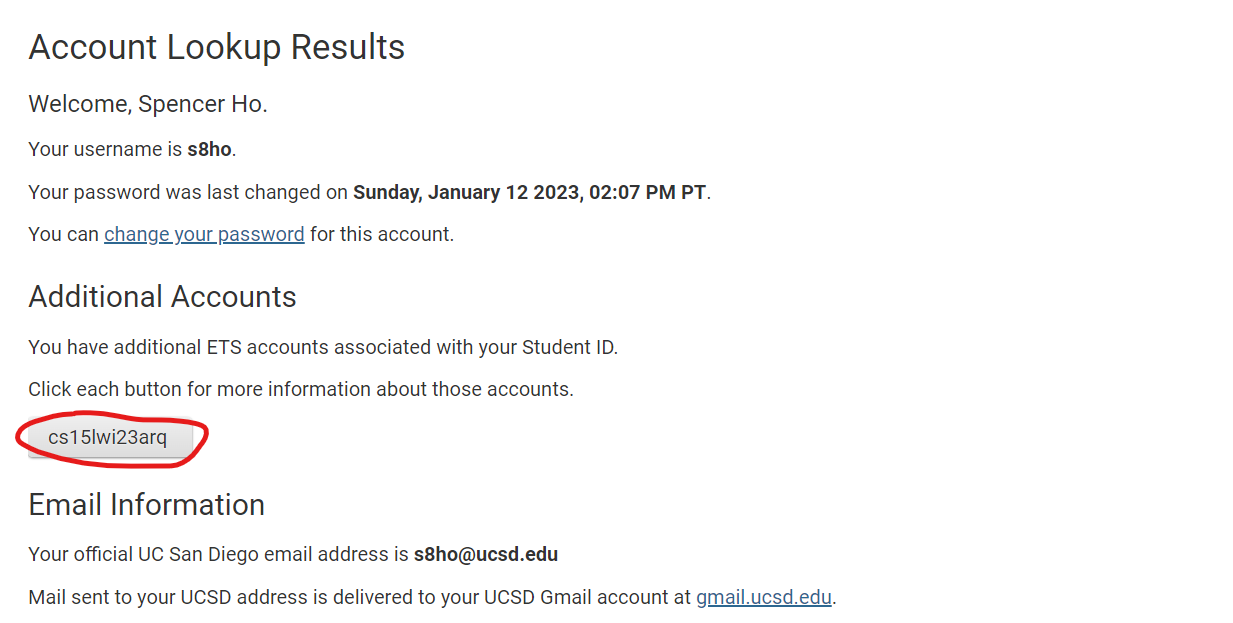 Account Lookup Results
Welcome, Spencer Ho.
Your username is s8ho.
Your password was last changed on Sunday, January 12 2023, 02:07 PM PT.
You can change your password for this account.
Additional Accounts
You have additional ETS accounts associated with your Student ID.
Click each button for more information about those accounts.
cs15lwi23arq
Email Information
Your official UC San Diego email address is s8ho@ucsd.edu
Mail sent to your UCSD address is delivered to your UCSD Gmail account at gmail.ucsd.edu.